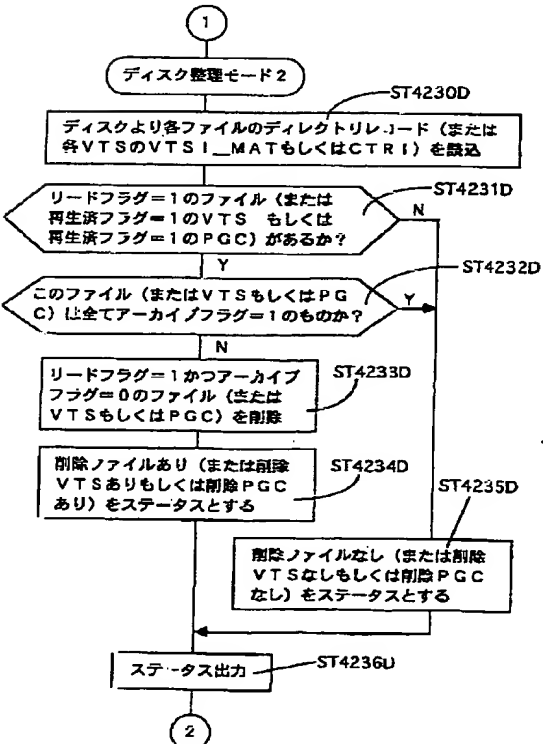 1
ディスク整理モード2
ST4230D
ディスクより各ファイルのディレクトリレコード(または
各VTSのVTSI_MATもしくはCTRI)を読込
ST4231D
リードフラグ=1のファイル(または
再生済フラグ=1のVTS もしくは
再生済フラグ=1のPGC)があるか?
N
Y
ST4232D
このファイル(またはVTSもしくはPG
C)は全てアーカイブフラグ=1のものか?
Y
N
ST4233D
リードフラグ=1かつアーカイブ
フラグ=0のファイル(または
VTSもしくはPGC)を削除
ST4234D
削除ファイルあり(または削除
VTSありもしくは削除PGC
あり)をステータスとする
ST4235D
削除ファイルなし(または削除
VTSなしもしくは削除PGC
なし)をステータスとする
ステータス出力
ST4236D
2